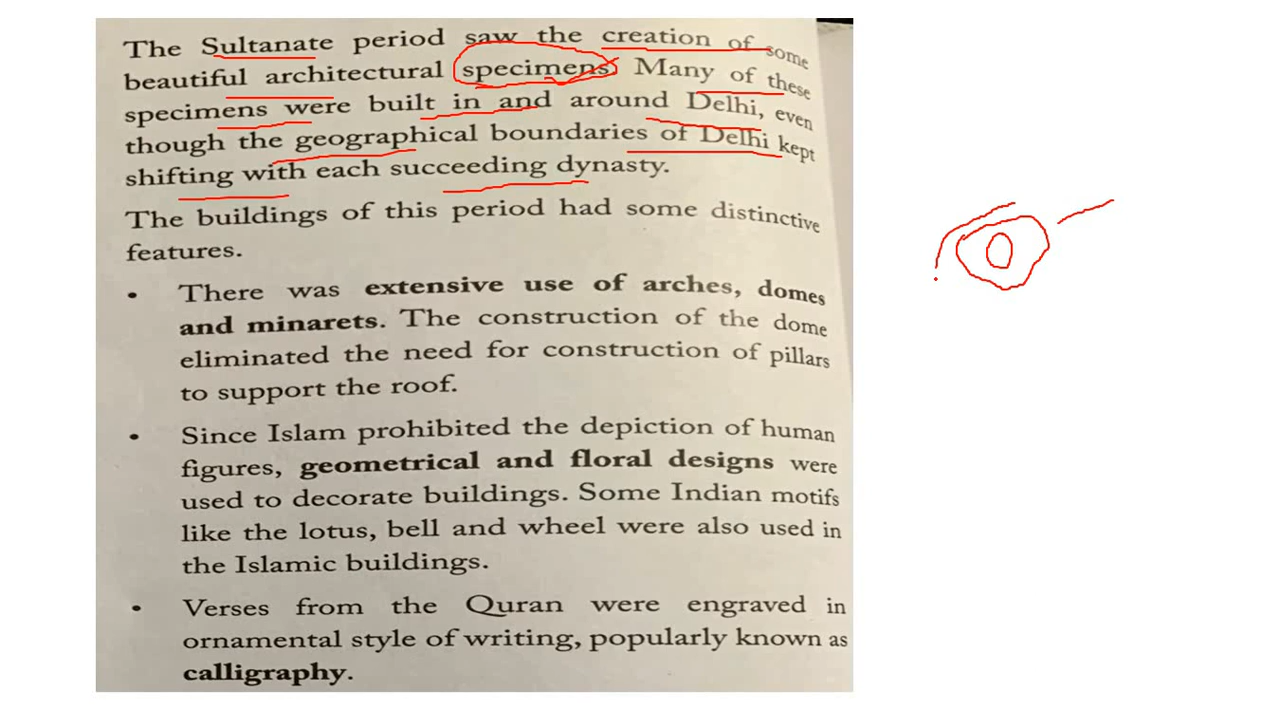 The Sultanate period saw the creation of some
beautiful architectural specimens. Many of these
specimens were built in and around Delhi, even
though the geographical boundaries of Delhi kept
shifting with each succeeding dynasty.
The buildings of this period had some distinctive
features.
• There was extensive use of arches, domes
and minarets. The construction of the dome
eliminated the need for construction of pillars
to support the roof.
• Since Islam prohibited the depiction of human
figures, geometrical and floral designs were
used to decorate buildings. Some Indian motifs
like the lotus, bell and wheel were also used in
the Islamic buildings.
• Verses from the Quran were engraved in
ornamental style of writing, popularly known as
calligraphy.